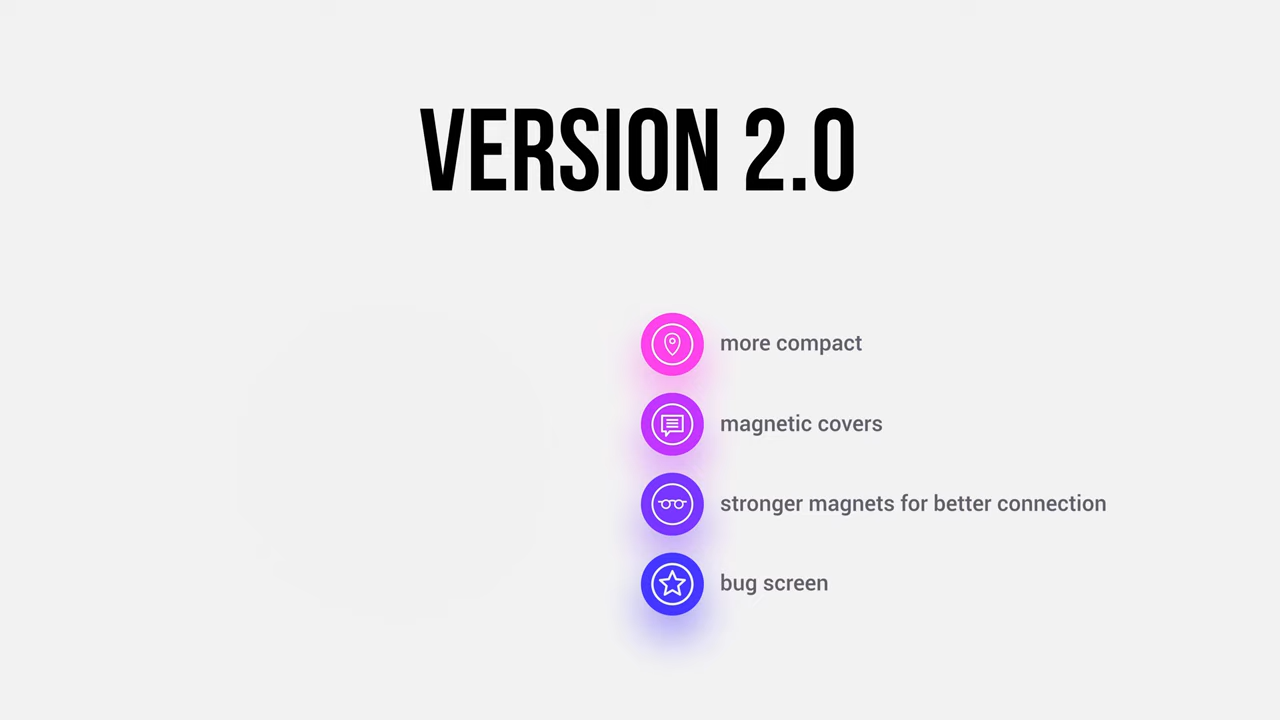 VERSION 2.0
more compact
magnetic covers
stronger magnets for better connection
bug screen